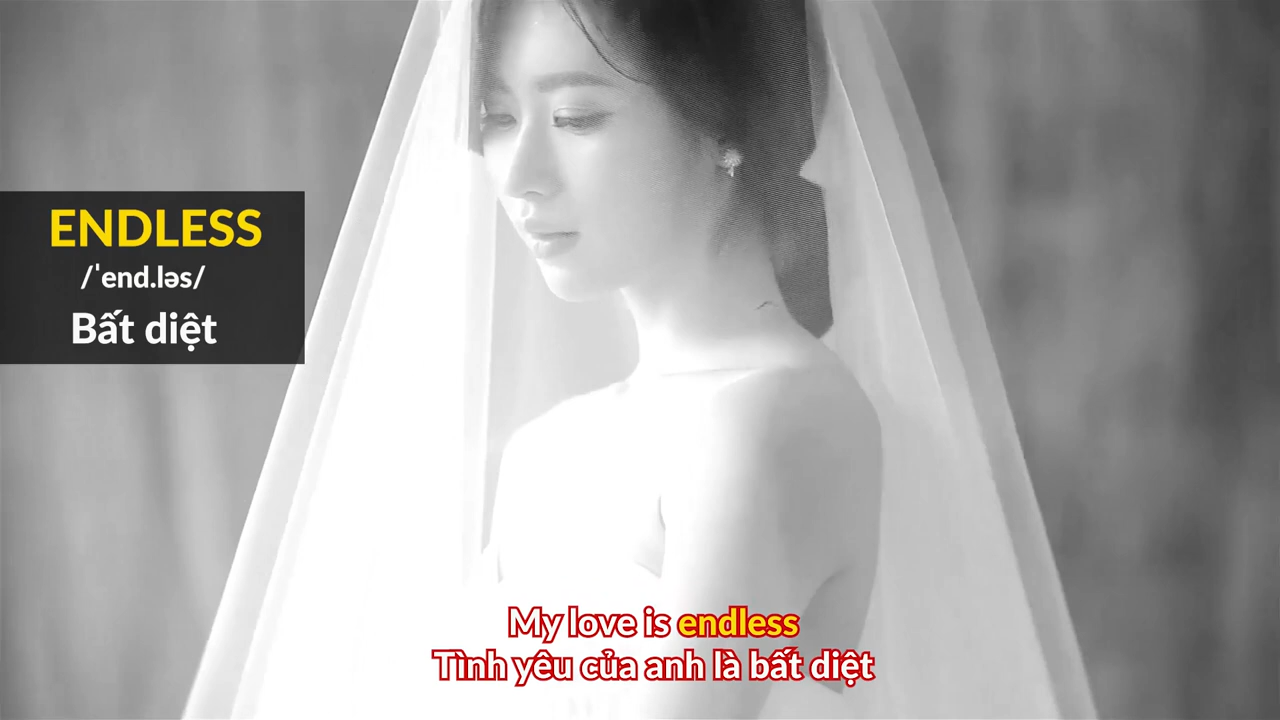 ENDLESS
/ˈend.ləs/
Bất diệt
My love is endless
Tình yêu của anh là bất diệt